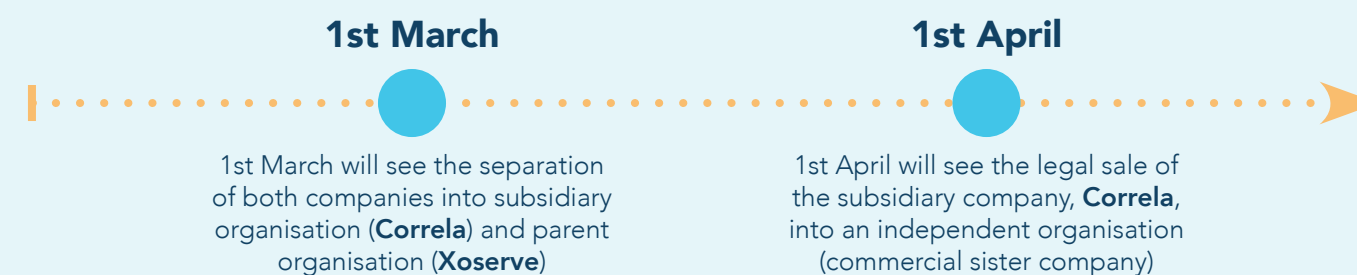 1st March
1st March will see the separation
of both companies into subsidiary
organisation (Correla) and parent
organisation (Xoserve)
1st April
1st April will see the legal sale of
the subsidiary company, Correla,
into an independent organisation
(commercial sister company)